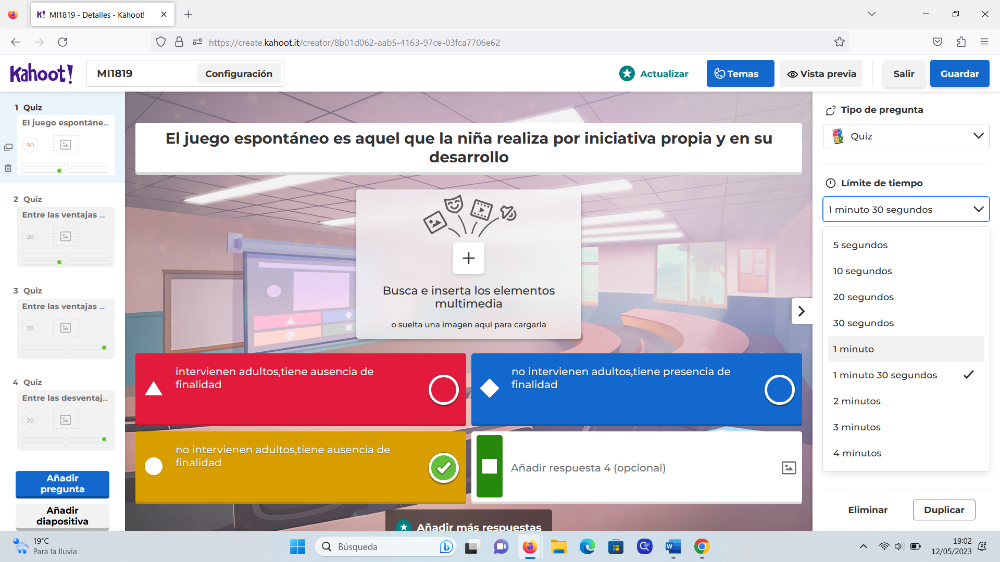 MI1819 - Detalles - Kahoot!
https://create.kahoot.it/creator/8b01d062-aab5-4163-97ce-03fca7706e62
Kahoot!
MI1819
Configuración
Actualizar
Temas
Vista previa
Salir
Guardar
1 Quiz
El juego espontáne...
90
2 Quiz
Entre las ventajas ...
20
3 Quiz
Entre las ventajas ...
20
4 Quiz
Entre las desventaj...
20
Añadir
pregunta
Añadir
diapositiva
El juego espontáneo es aquel que la niña realiza por iniciativa propia y en su
desarrollo
Busca e inserta los elementos
multimedia
o suelta una imagen aquí para cargarla
intervienen adultos,tiene ausencia de
finalidad
no intervienen adultos,tiene presencia de
finalidad
no intervienen adultos,tiene ausencia de
finalidad
Añadir respuesta 4 (opcional)
Añadir más respuestas
Tipo de pregunta
Quiz
Límite de tiempo
1 minuto 30 segundos
5 segundos
10 segundos
20 segundos
30 segundos
1 minuto
1 minuto 30 segundos
2 minutos
3 minutos
4 minutos
Eliminar
Duplicar
19°C
Para la lluvia
Búsqueda
19:02
12/05/2023